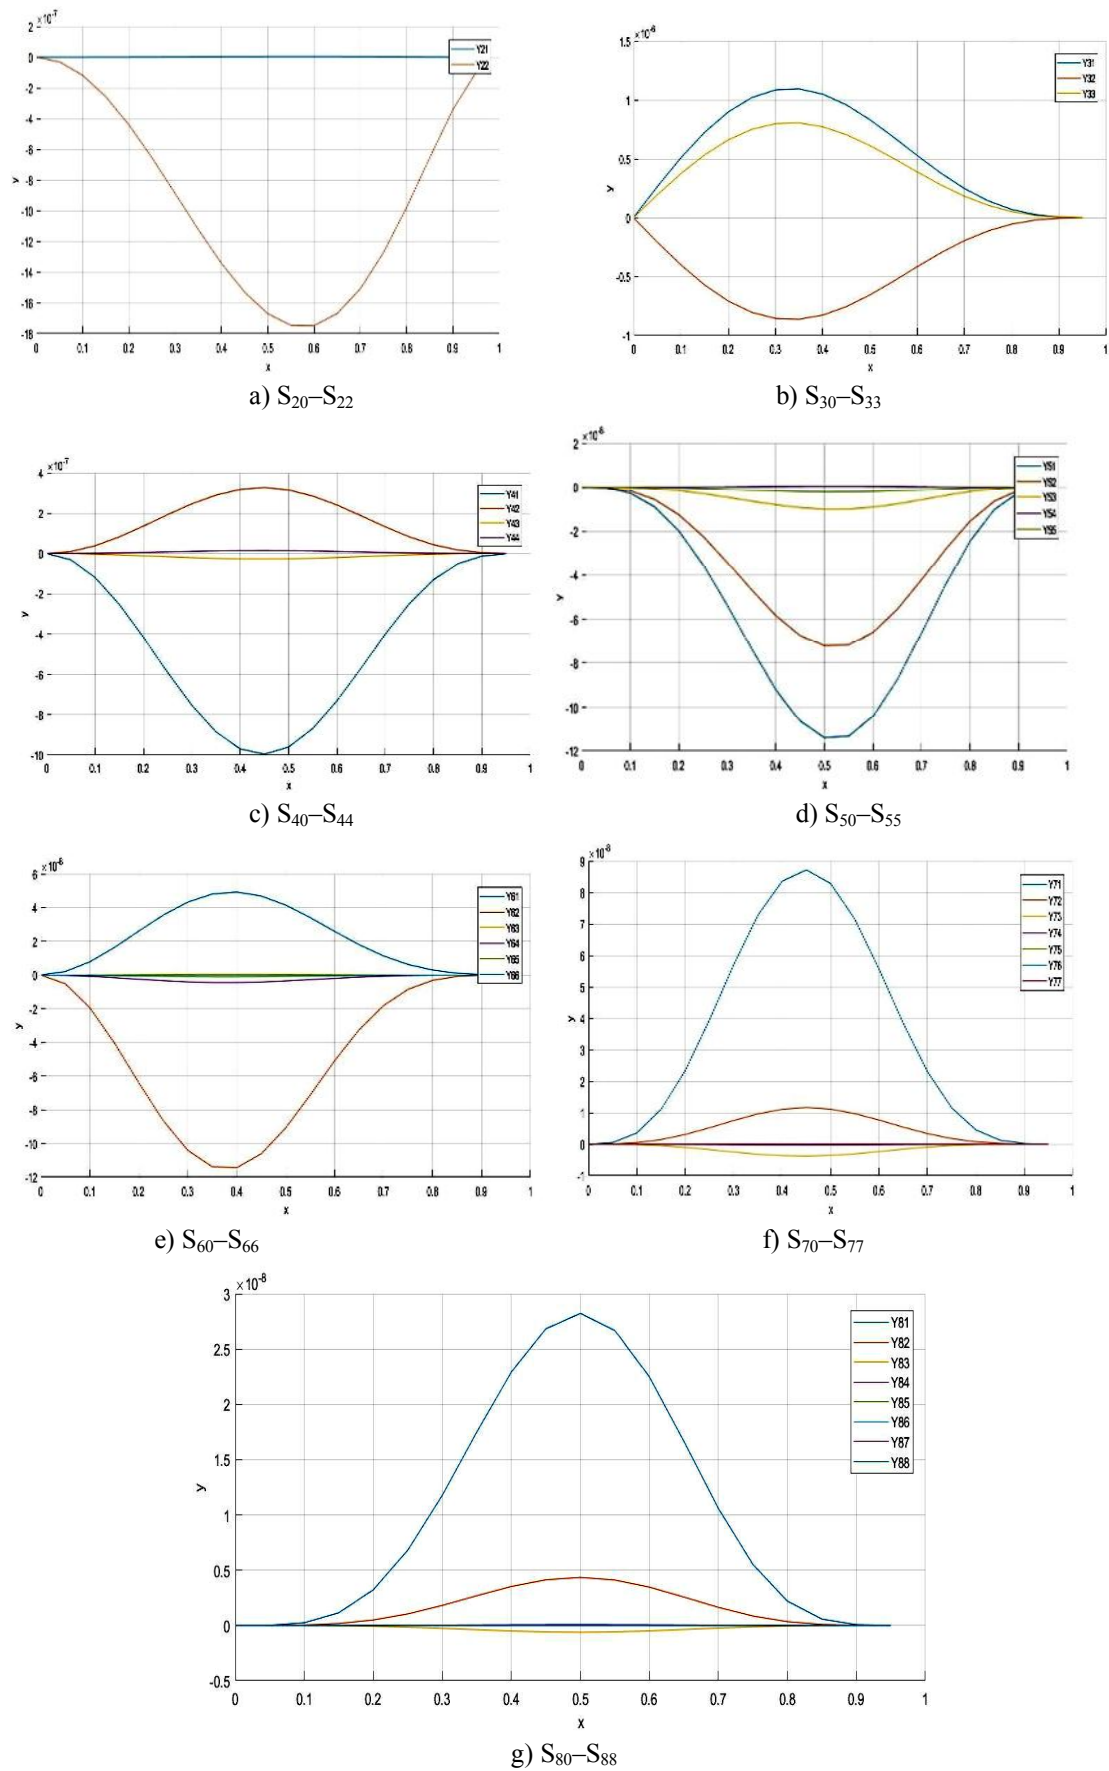 ×10⁻⁷
2
0
-2
-4
-6
-8
-10
-12
-14
-16
-18
y
0 0.1 0.2 0.3 0.4 0.5 0.6 0.7 0.8 0.9 1
x
Y21
Y22
a) S₂₀–S₂₂
×10⁻⁶
1.5
1
0.5
0
-0.5
-1
y
0 0.1 0.2 0.3 0.4 0.5 0.6 0.7 0.8 0.9 1
x
Y31
Y32
Y33
b) S₃₀–S₃₃
×10⁻⁷
4
2
0
-2
-4
-6
-8
-10
y
0 0.1 0.2 0.3 0.4 0.5 0.6 0.7 0.8 0.9 1
x
Y41
Y42
Y43
Y44
c) S₄₀–S₄₄
2
0
-2
-4
-6
-8
-10
-12
y
0 0.1 0.2 0.3 0.4 0.5 0.6 0.7 0.8 0.9 1
x
Y51
Y52
Y53
Y54
Y55
d) S₅₀–S₅₅
6
4
2
0
-2
-4
-6
-8
-10
-12
y
0 0.1 0.2 0.3 0.4 0.5 0.6 0.7 0.8 0.9 1
x
Y61
Y62
Y63
Y64
Y65
Y66
e) S₆₀–S₆₆
×10⁻⁸
9
8
7
6
5
4
3
2
1
0
-1
y
0 0.1 0.2 0.3 0.4 0.5 0.6 0.7 0.8 0.9 1
x
Y71
Y72
Y73
Y74
Y75
Y76
Y77
f) S₇₀–S₇₇
×10⁻⁸
3
2.5
2
1.5
1
0.5
0
-0.5
y
0 0.1 0.2 0.3 0.4 0.5 0.6 0.7 0.8 0.9 1
x
Y81
Y82
Y83
Y84
Y85
Y86
Y87
Y88
g) S₈₀–S₈₈